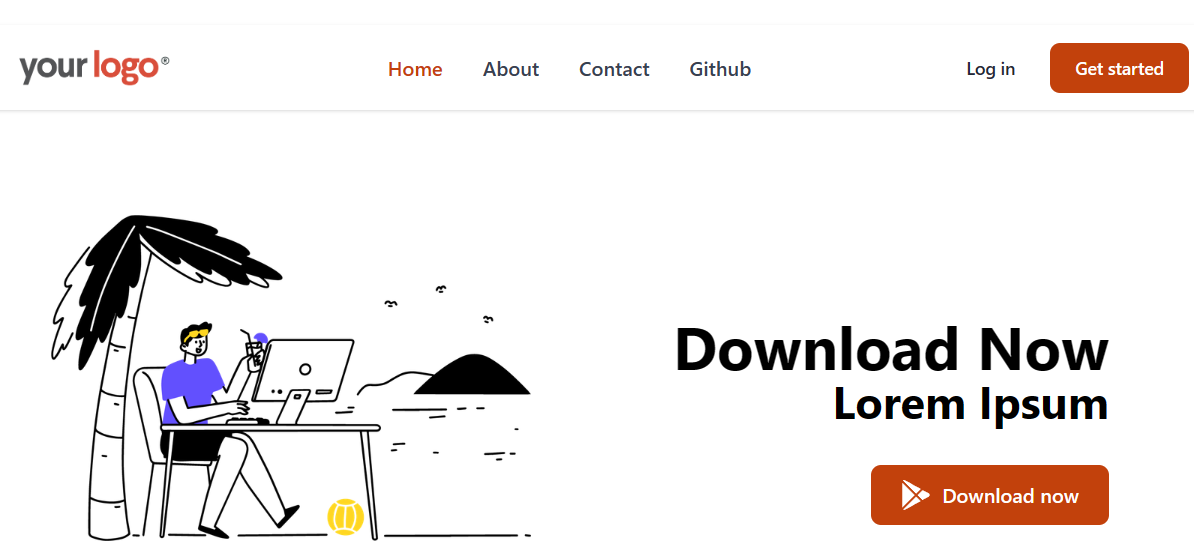 your logo®
Home About Contact Github
Log in Get started
Download Now
Lorem Ipsum
Download now